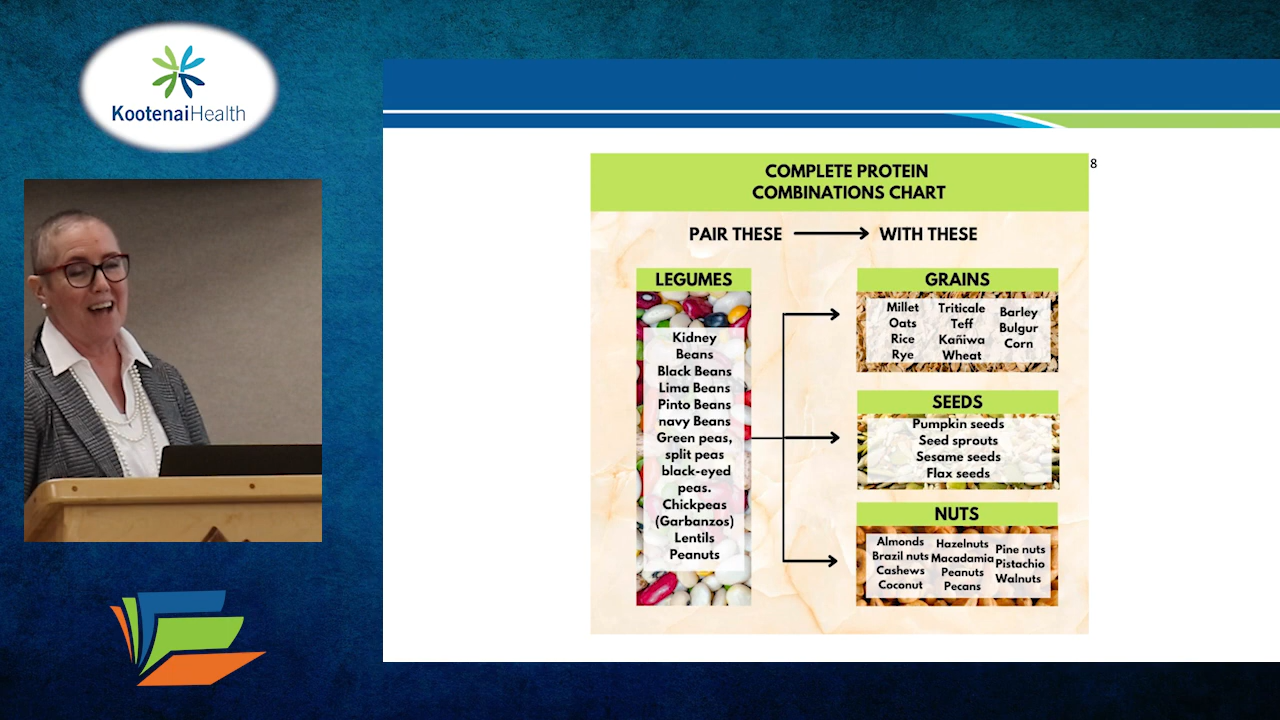 KootenaiHealth
8
COMPLETE PROTEIN
COMBINATIONS CHART
PAIR THESE
WITH THESE
LEGUMES
Kidney
Beans
Black Beans
Lima Beans
Pinto Beans
navy Beans
Green peas,
split peas
black-eyed
peas.
Chickpeas
(Garbanzos)
Lentils
Peanuts
GRAINS
Millet
Oats
Rice
Rye
Triticale
Teff
Kañiwa
Wheat
Barley
Bulgur
Corn
SEEDS
Pumpkin seeds
Seed sprouts
Sesame seeds
Flax seeds
NUTS
Almonds
Brazil nuts
Cashews
Coconut
Hazelnuts
Macadamia
Peanuts
Pecans
Pine nuts
Pistachio
Walnuts